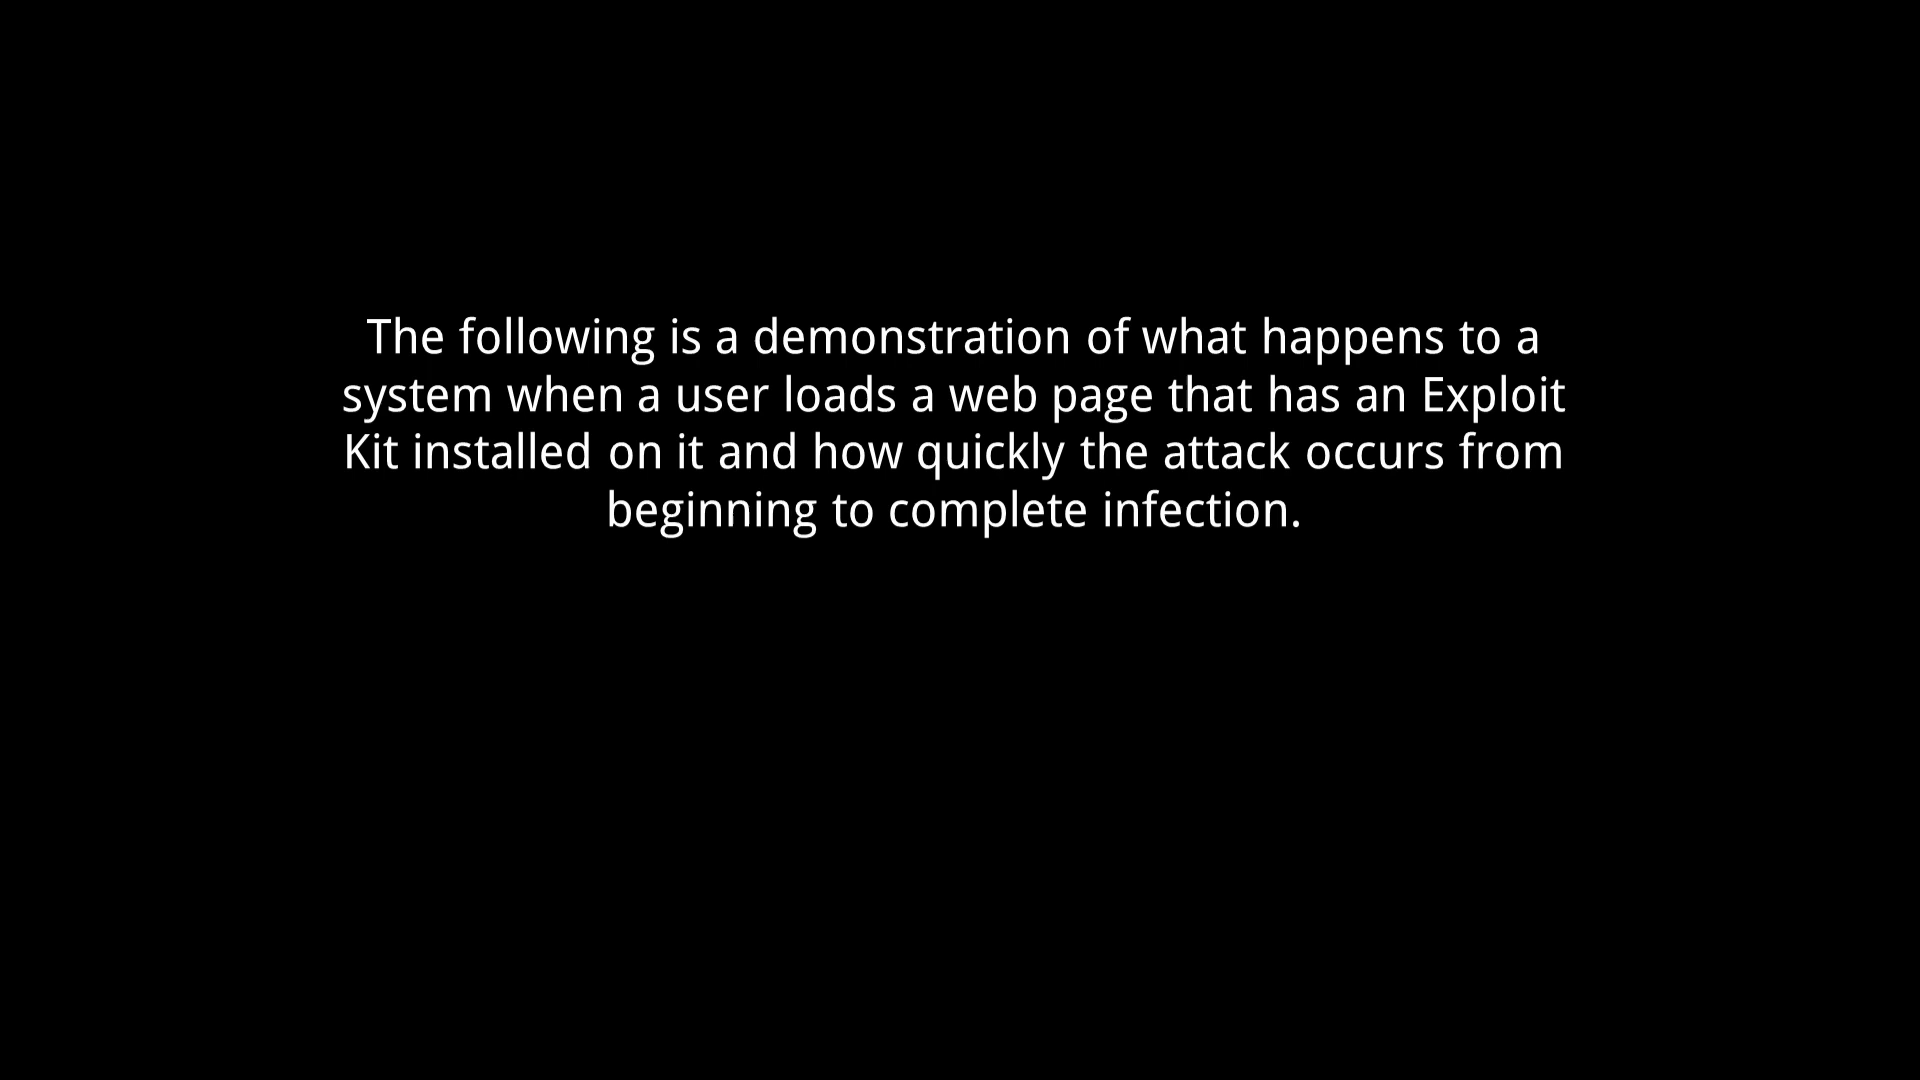 The following is a demonstration of what happens to a
system when a user loads a web page that has an Exploit
Kit installed on it and how quickly the attack occurs from
beginning to complete infection.